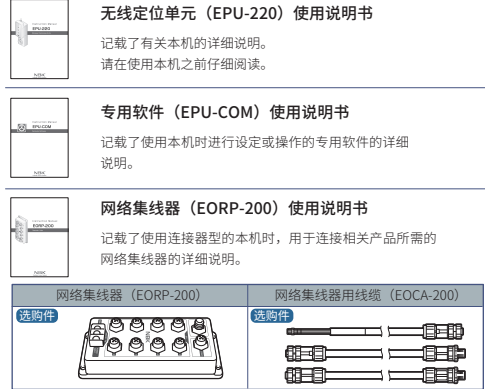 无线定位单元（EPU-220）使用说明书
EPU-220
记载了有关本机的详细说明。
请在使用本机之前仔细阅读。
专用软件（EPU-COM）使用说明书
EPU-COM
记载了使用本机时进行设定或操作的专用软件的详细
说明。
网络集线器（EORP-200）使用说明书
EORP-200
记载了使用连接器型的本机时，用于连接相关产品所需的
网络集线器的详细说明。
网络集线器（EORP-200） 网络集线器用线缆（EOCA-200）
选购件 选购件